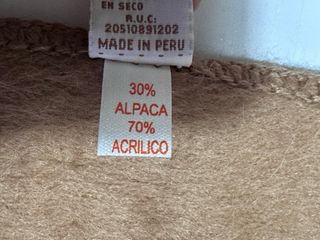 EN SECO
R.U.C:
20510891202
MADE IN PERU
30%
ALPACA
70%
ACRILICO